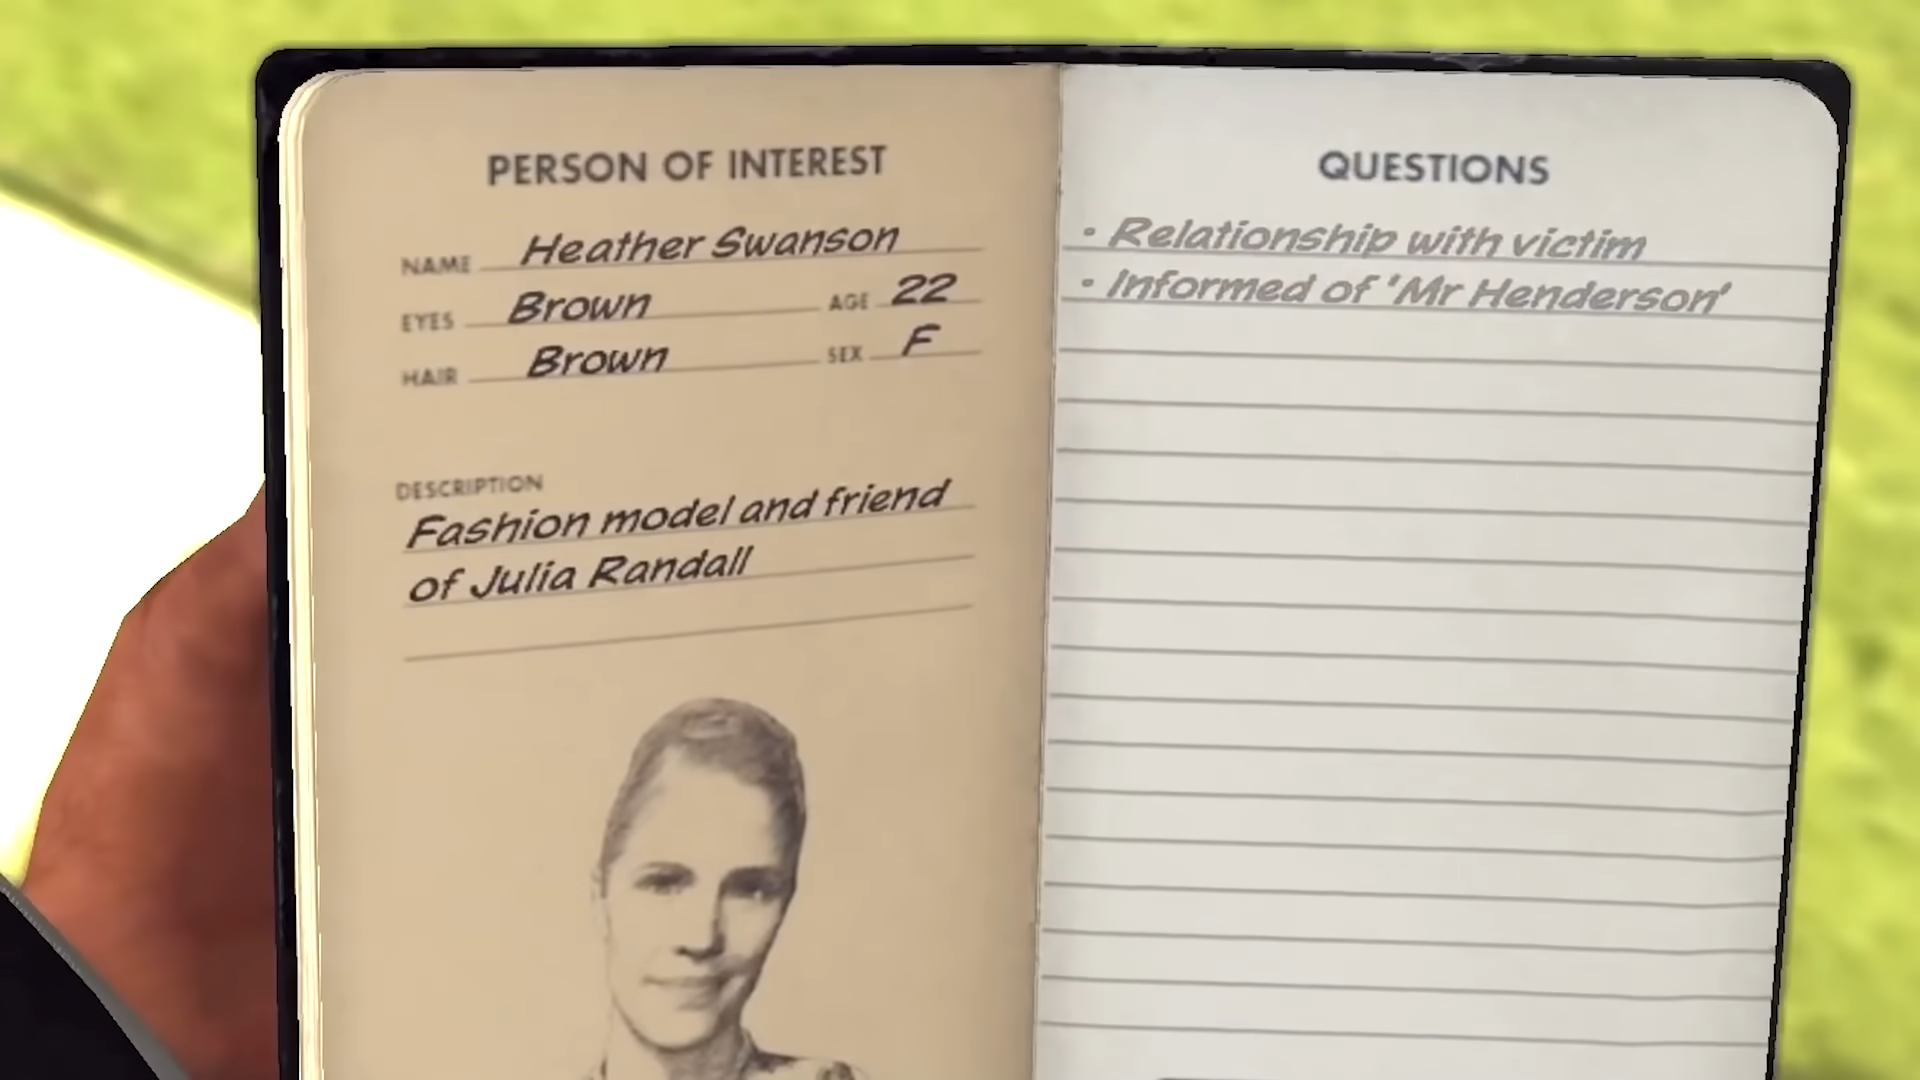 PERSON OF INTEREST
NAME Heather Swanson
EYES Brown AGE 22
HAIR Brown SEX F
DESCRIPTION
Fashion model and friend
of Julia Randall
QUESTIONS
· Relationship with victim
· Informed of 'Mr Henderson'